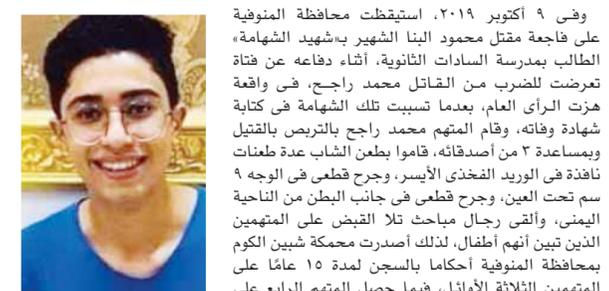 وفى ٩ أكتوبر ٢٠١٩، استيقظت محافظة المنوفية
على فاجعة مقتل محمود البنا الشهير بـ«شهيد الشهامة»
الطالب بمدرسة السادات الثانوية، أثناء دفاعه عن فتاة
تعرضت للضرب من القاتل محمد راجح، فى واقعة
هزت الرأى العام، بعدما تسببت تلك الشهامة فى كتابة
شهادة وفاته، وقام المتهم محمد راجح بالتربص بالقتيل
وبمساعدة ٣ من أصدقائه، قاموا بطعن الشاب عدة طعنات
نافذة فى الوريد الفخذى الأيسر، وجرح قطعى فى الوجه ٩
سم تحت العين، وجرح قطعى فى جانب البطن من الناحية
اليمنى، وألقى رجال مباحث تلا القبض على المتهمين
الذين تبين أنهم أطفال، لذلك أصدرت محمكة شبين الكوم
بمحافظة المنوفية أحكاما بالسجن لمدة ١٥ عامًا على
المتهمين الثلاثة الأوائل، فيما حصل المتهم الرابع على